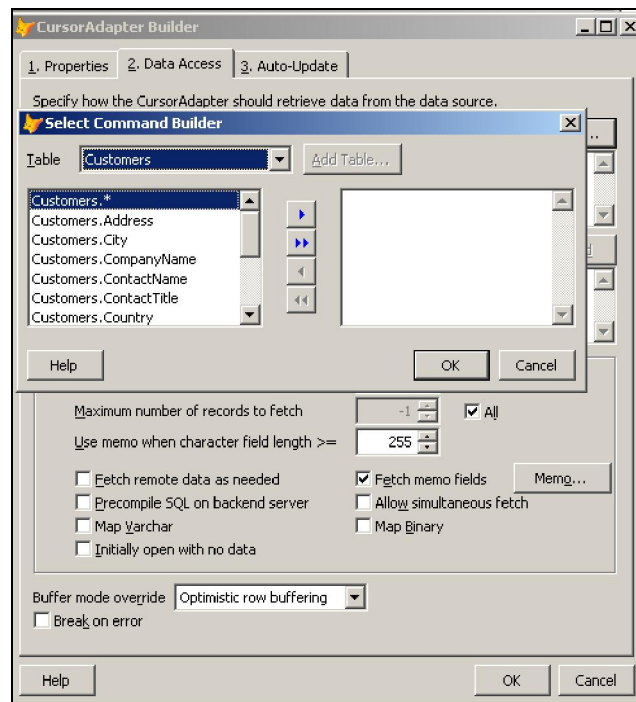 CursorAdapter Builder
1. Properties
2. Data Access
3. Auto-Update
Specify how the CursorAdapter should retrieve data from the data source.
Select Command Builder
Table
Customers
Add Table...
Customers.*
Customers.Address
Customers.City
Customers.CompanyName
Customers.ContactName
Customers.ContactTitle
Customers.Country
Help
OK
Cancel
Maximum number of records to fetch
-1
All
Use memo when character field length >=
255
Fetch remote data as needed
Fetch memo fields
Memo...
Precompile SQL on backend server
Allow simultaneous fetch
Map Varchar
Map Binary
Initially open with no data
Buffer mode override
Optimistic row buffering
Break on error
Help
OK
Cancel